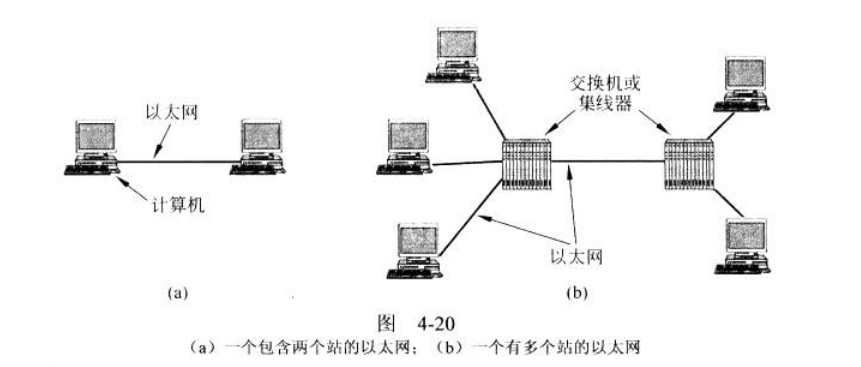 以太网
计算机
(a)
交换机或
集线器
以太网
(b)
图 4-20
（a）一个包含两个站的以太网；（b）一个有多个站的以太网